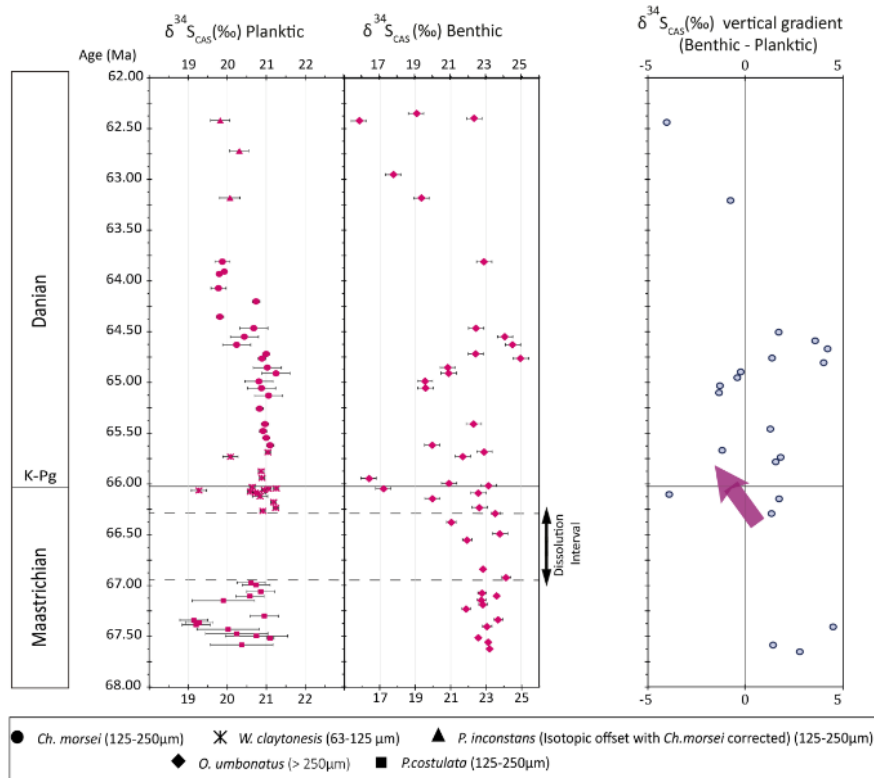 δ34SCAS(‰) Planktic
δ34SCAS(‰) Benthic
δ34SCAS(‰) vertical gradient
(Benthic - Planktic)
Age (Ma)
19 20 21 22
16 17 19 21 23 25
-5 0 5
62.00
62.50
63.00
63.50
64.00
64.50
65.00
65.50
66.00
66.50
67.00
67.50
68.00
Danian
K-Pg
Maastrichian
Dissolution
Interval
19 20 21 22
16 17 19 21 23 25
-5 0 5
Ch. morsei (125-250µm)
W. claytonesis (63-125 µm)
P. inconstans (Isotopic offset with Ch.morsei corrected) (125-250µm)
O. umbonatus (> 250µm)
P.costulata (125-250µm)